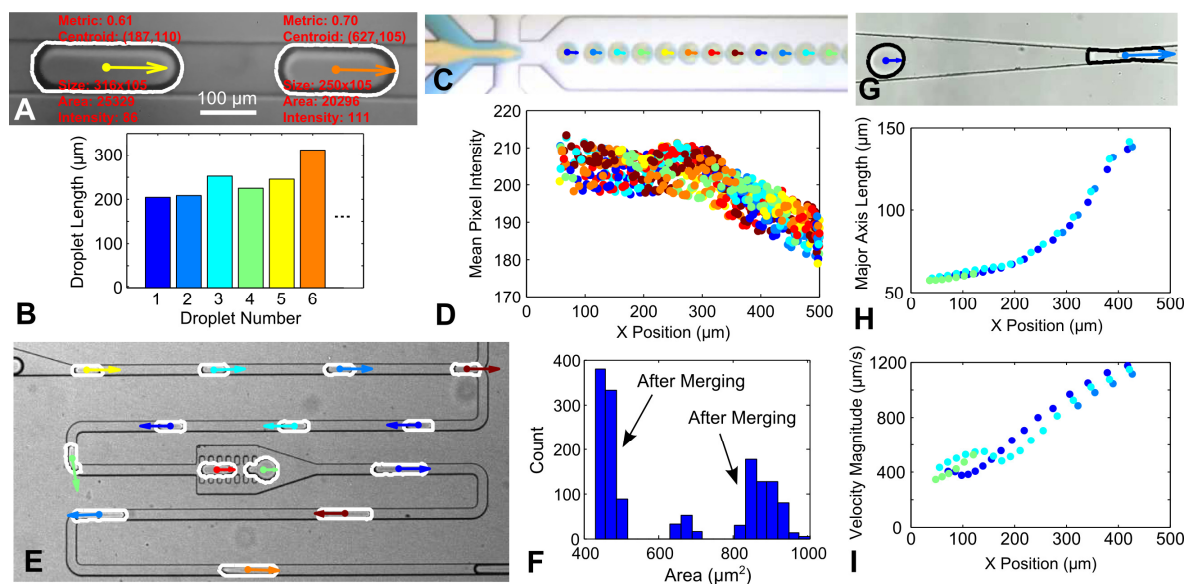 Metric: 0.61
Centroid: (187,110)
Size: 316x105
Area: 25329
A
Metric: 0.70
Centroid: (627,105)
Size: 250x105
Area: 20296
Intensity: 111
100 µm
Droplet Length (µm)
300
200
100
0
1 2 3 4 5 6
...
Droplet Number
B
C
Mean Pixel Intensity
220
210
200
190
180
170
0 100 200 300 400 500
X Position (µm)
D
E
Count
400
300
200
100
0
After Merging
After Merging
400 600 800 1000
Area (µm²)
F
G
Major Axis Length (µm)
150
100
50
0 100 200 300 400 500
X Position (µm)
H
Velocity Magnitude (µm/s)
1200
800
400
0
0 100 200 300 400 500
X Position (µm)
I